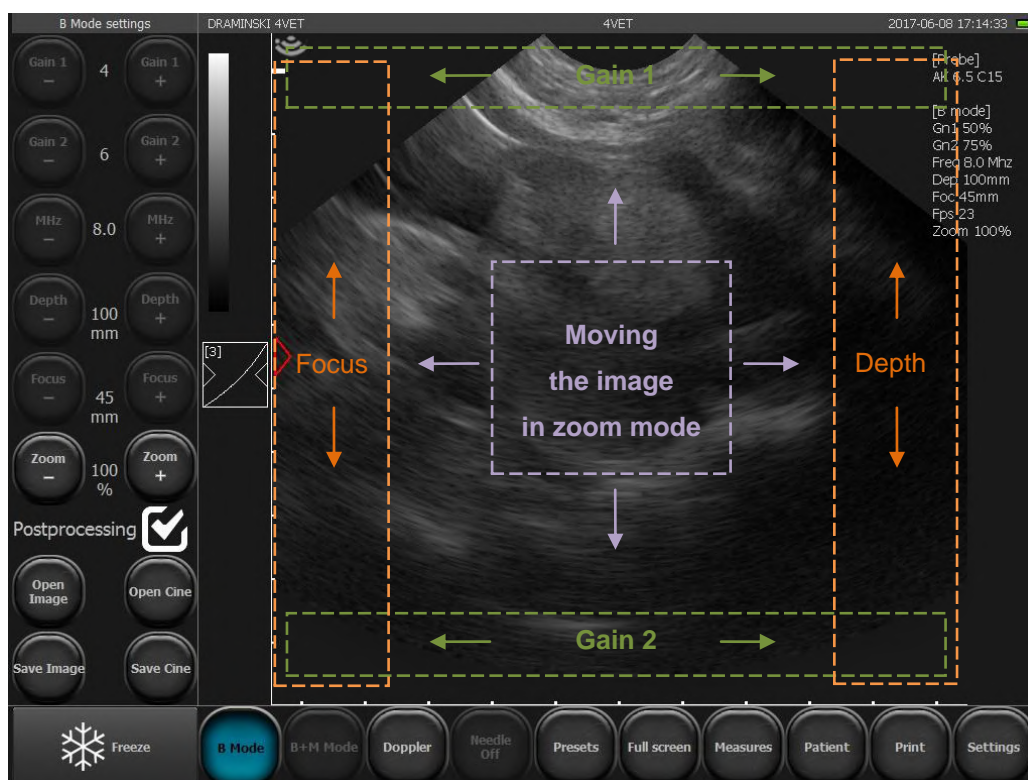 B Mode settings
DRAMINSKI 4VET
4VET
2017-06-08 17:14:33
Gain 1
−
4
Gain 1
+
Gain 2
−
6
Gain 2
+
MHz
−
8.0
MHz
+
Depth
−
100
mm
Depth
+
Focus
−
45
mm
Focus
+
Zoom
−
100
%
Zoom
+
Postprocessing
Open
Image
Open Cine
Save Image
Save Cine
[3]
Gain 1
Focus
Moving
the image
in zoom mode
Depth
Gain 2
[Probe]
AK 6.5 C15
[B mode]
Gn1 50%
Gn2 75%
Freq 8.0 Mhz
Dep 100mm
Foc 45mm
Fps 23
Zoom 100%
Freeze
B Mode
B+M Mode
Doppler
Needle
Off
Presets
Full screen
Measures
Patient
Print
Settings